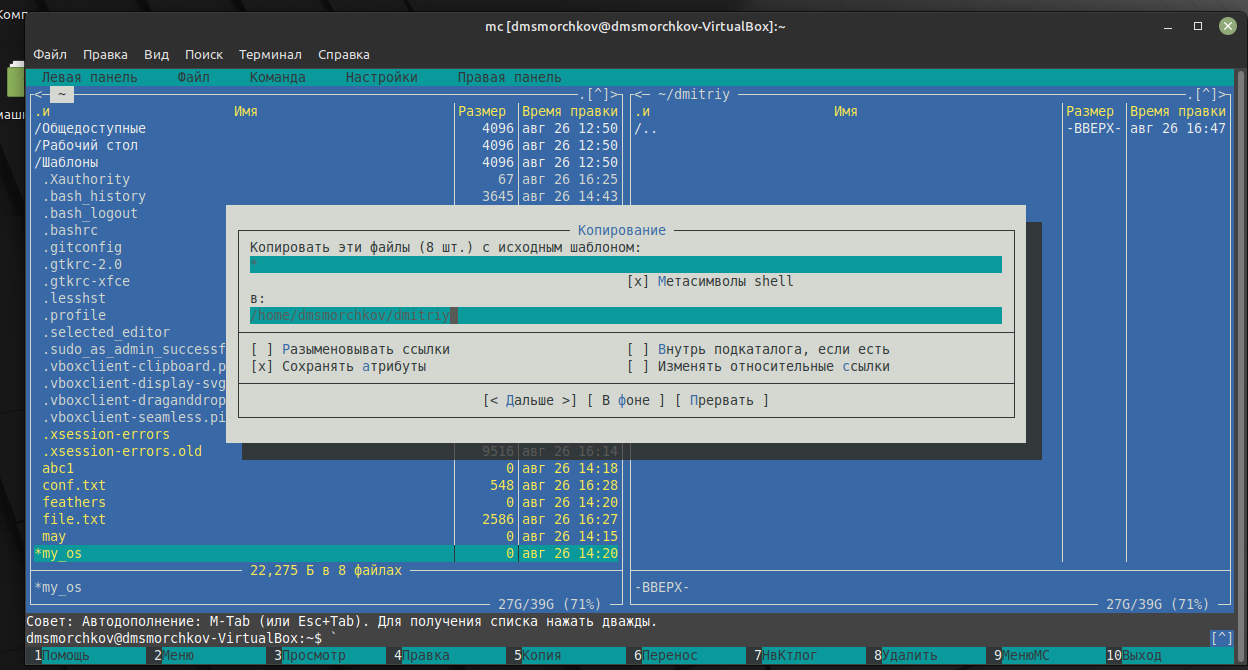 Комп
mc [dmsmorchkov@dmsmorchkov-VirtualBox]:~
Файл Правка Вид Поиск Терминал Справка
Левая панель Файл Команда Настройки Правая панель
<─ ~ ─.[^]> <─ ~/dmitriy ─.[^]>
.и Имя Размер Время правки .и Имя Размер Время правки
/Общедоступные 4096 авг 26 12:50 /.. -ВВЕРХ- авг 26 16:47
/Рабочий стол 4096 авг 26 12:50
/Шаблоны 4096 авг 26 12:50
.Xauthority 67 авг 26 16:25
.bash_history 3645 авг 26 14:43
.bash_logout
.bashrc
.gitconfig
.gtkrc-2.0
.gtkrc-xfce
.lesshst
.profile
.selected_editor
.sudo_as_admin_successf
.vboxclient-clipboard.p
.vboxclient-display-svg
.vboxclient-draganddrop
.vboxclient-seamless.pi
.xsession-errors
.xsession-errors.old 9516 авг 26 16:14
abc1 0 авг 26 14:18
conf.txt 548 авг 26 16:28
feathers 0 авг 26 14:20
file.txt 2586 авг 26 16:27
may 0 авг 26 14:15
*my_os 0 авг 26 14:20
22,275 Б в 8 файлах
*my_os -ВВЕРХ-
27G/39G (71%) 27G/39G (71%)
Копирование
Копировать эти файлы (8 шт.) с исходным шаблоном:
*
[x] Метасимволы shell
в:
/home/dmsmorchkov/dmitriy
[ ] Разыменовывать ссылки [ ] Внутрь подкаталога, если есть
[x] Сохранять атрибуты [ ] Изменять относительные ссылки
[< Дальше >] [ В фоне ] [ Прервать ]
Совет: Автодополнение: M-Tab (или Esc+Tab). Для получения списка нажать дважды.
dmsmorchkov@dmsmorchkov-VirtualBox:~$ ` [^]
1Помощь 2Меню 3Просмотр 4Правка 5Копия 6Перенос 7НвКтлог 8Удалить 9МенюМС 10Выход